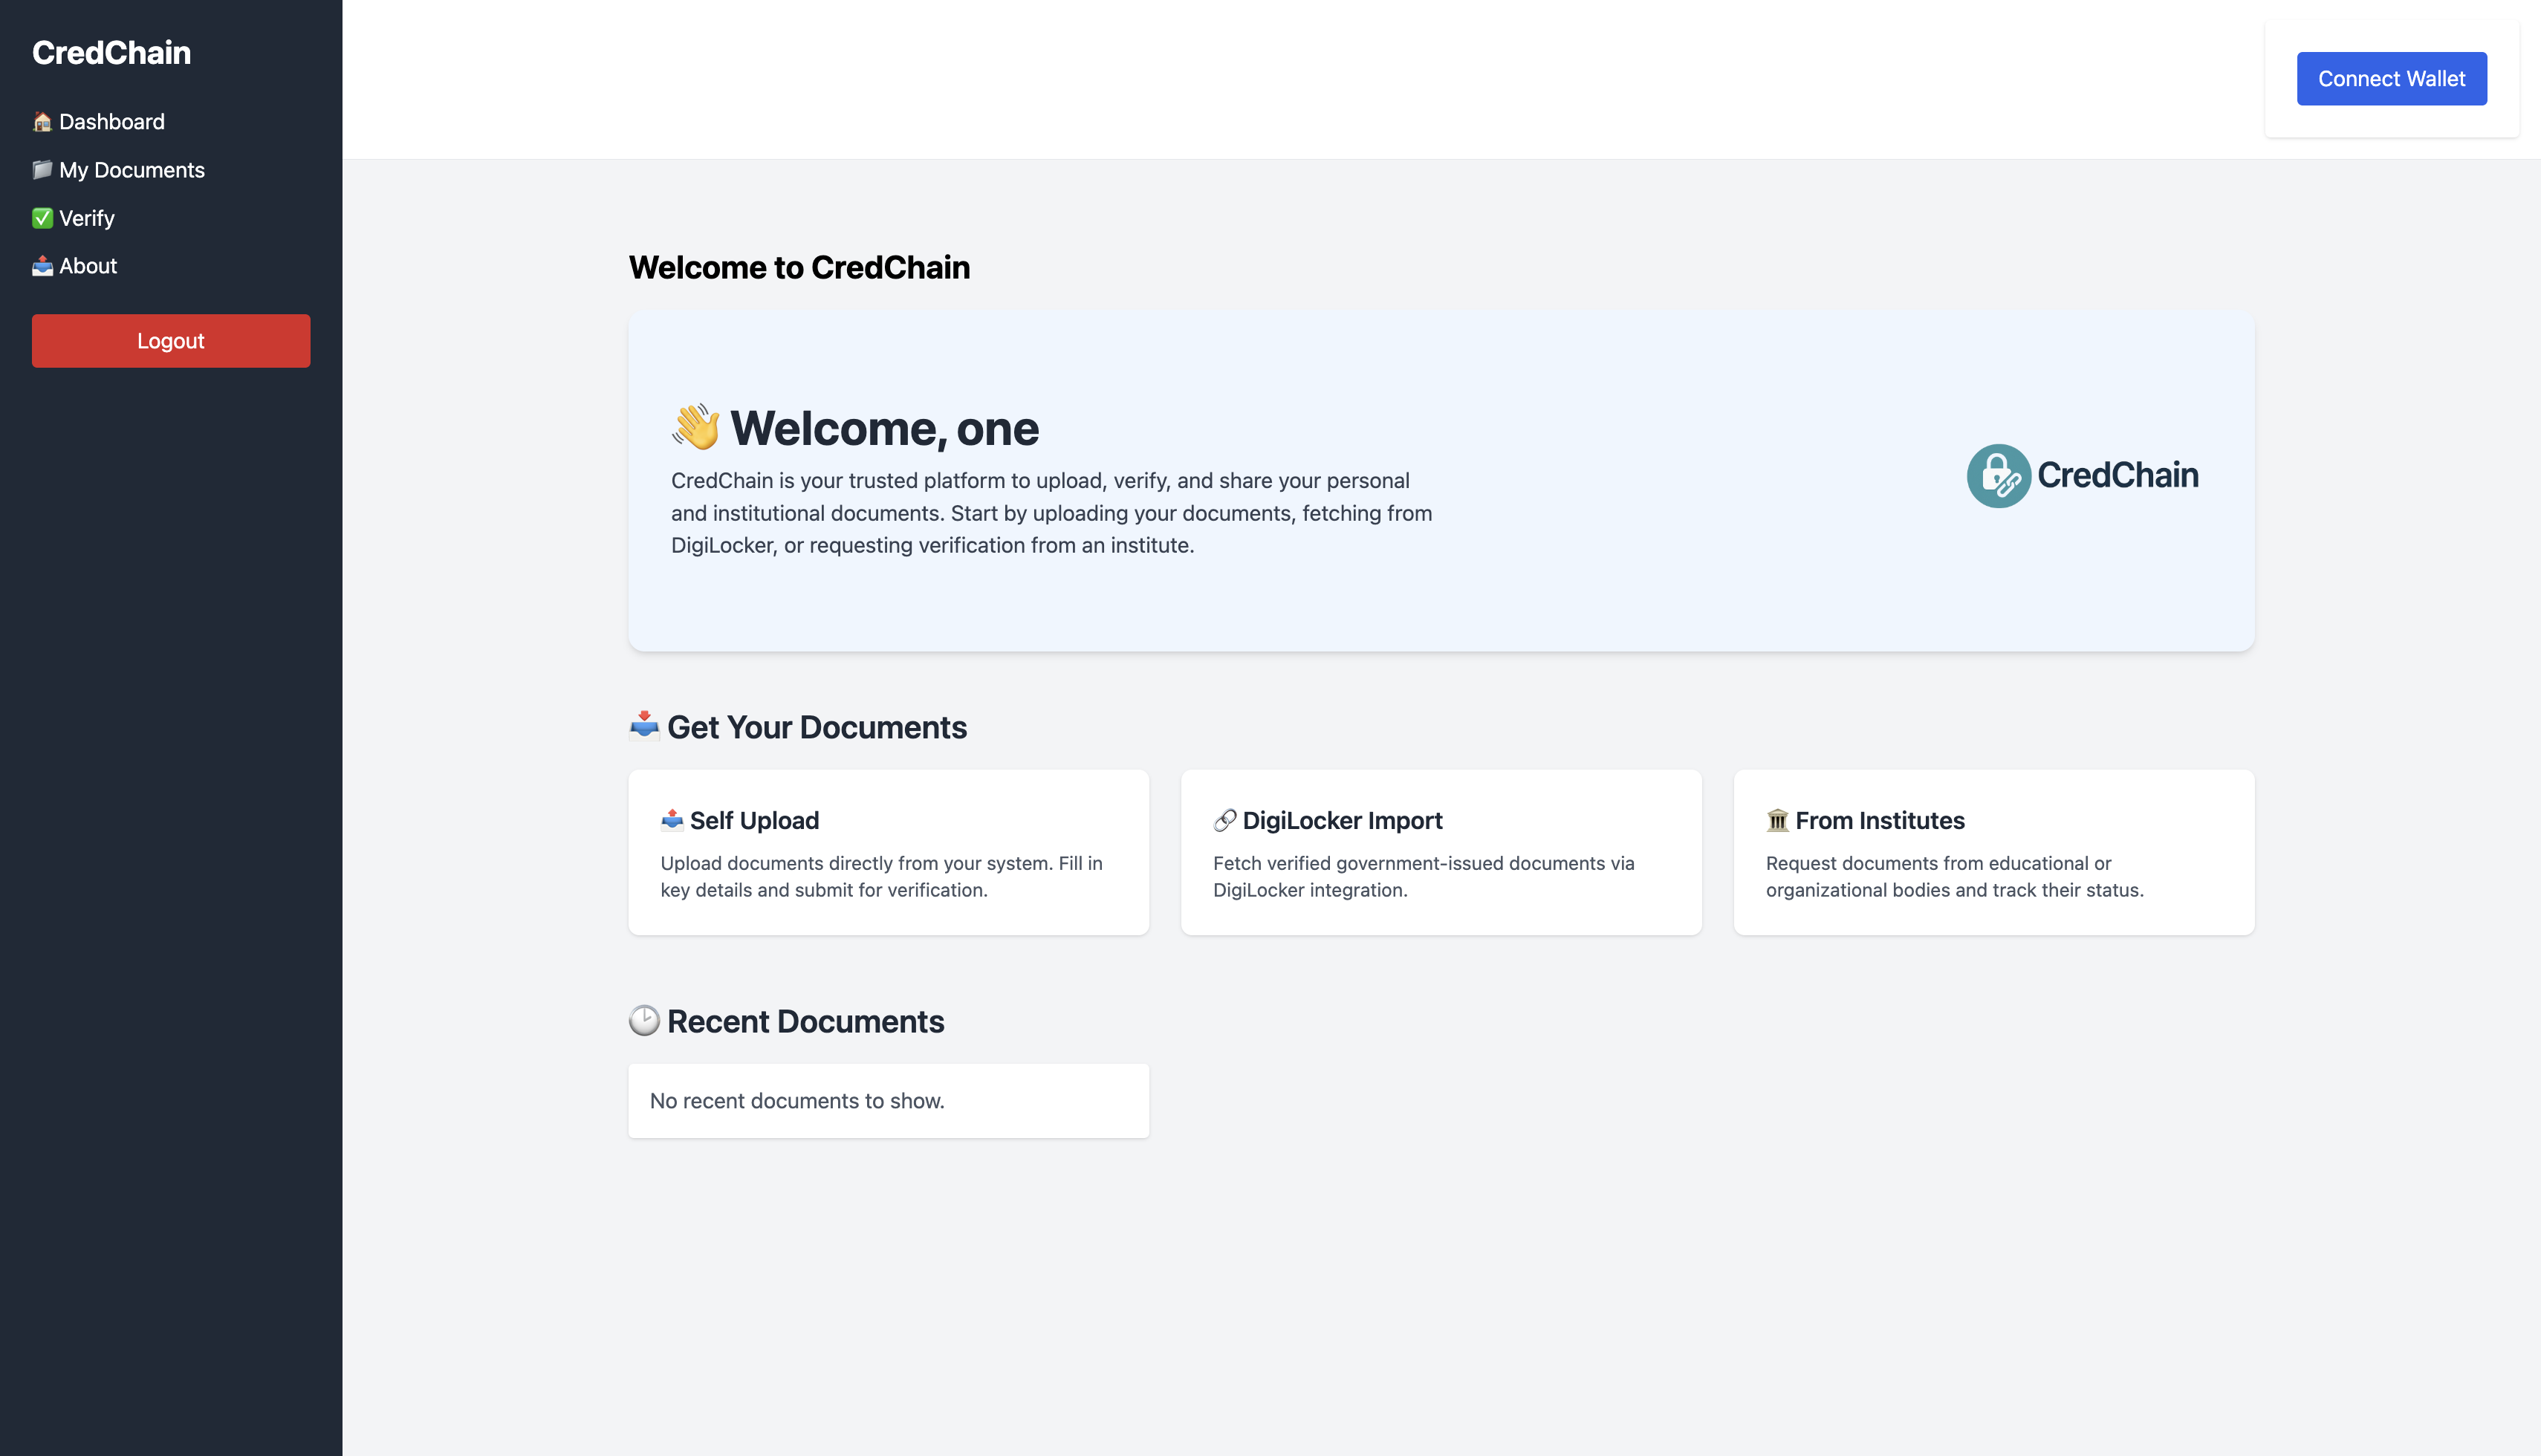 CredChain
🏠 Dashboard
📁 My Documents
✅ Verify
📤 About
Logout
Connect Wallet
Welcome to CredChain
👋 Welcome, one
CredChain is your trusted platform to upload, verify, and share your personal
and institutional documents. Start by uploading your documents, fetching from
DigiLocker, or requesting verification from an institute.
CredChain
📥 Get Your Documents
📤 Self Upload
Upload documents directly from your system. Fill in
key details and submit for verification.
🔗 DigiLocker Import
Fetch verified government-issued documents via
DigiLocker integration.
🏛️ From Institutes
Request documents from educational or
organizational bodies and track their status.
🕑 Recent Documents
No recent documents to show.